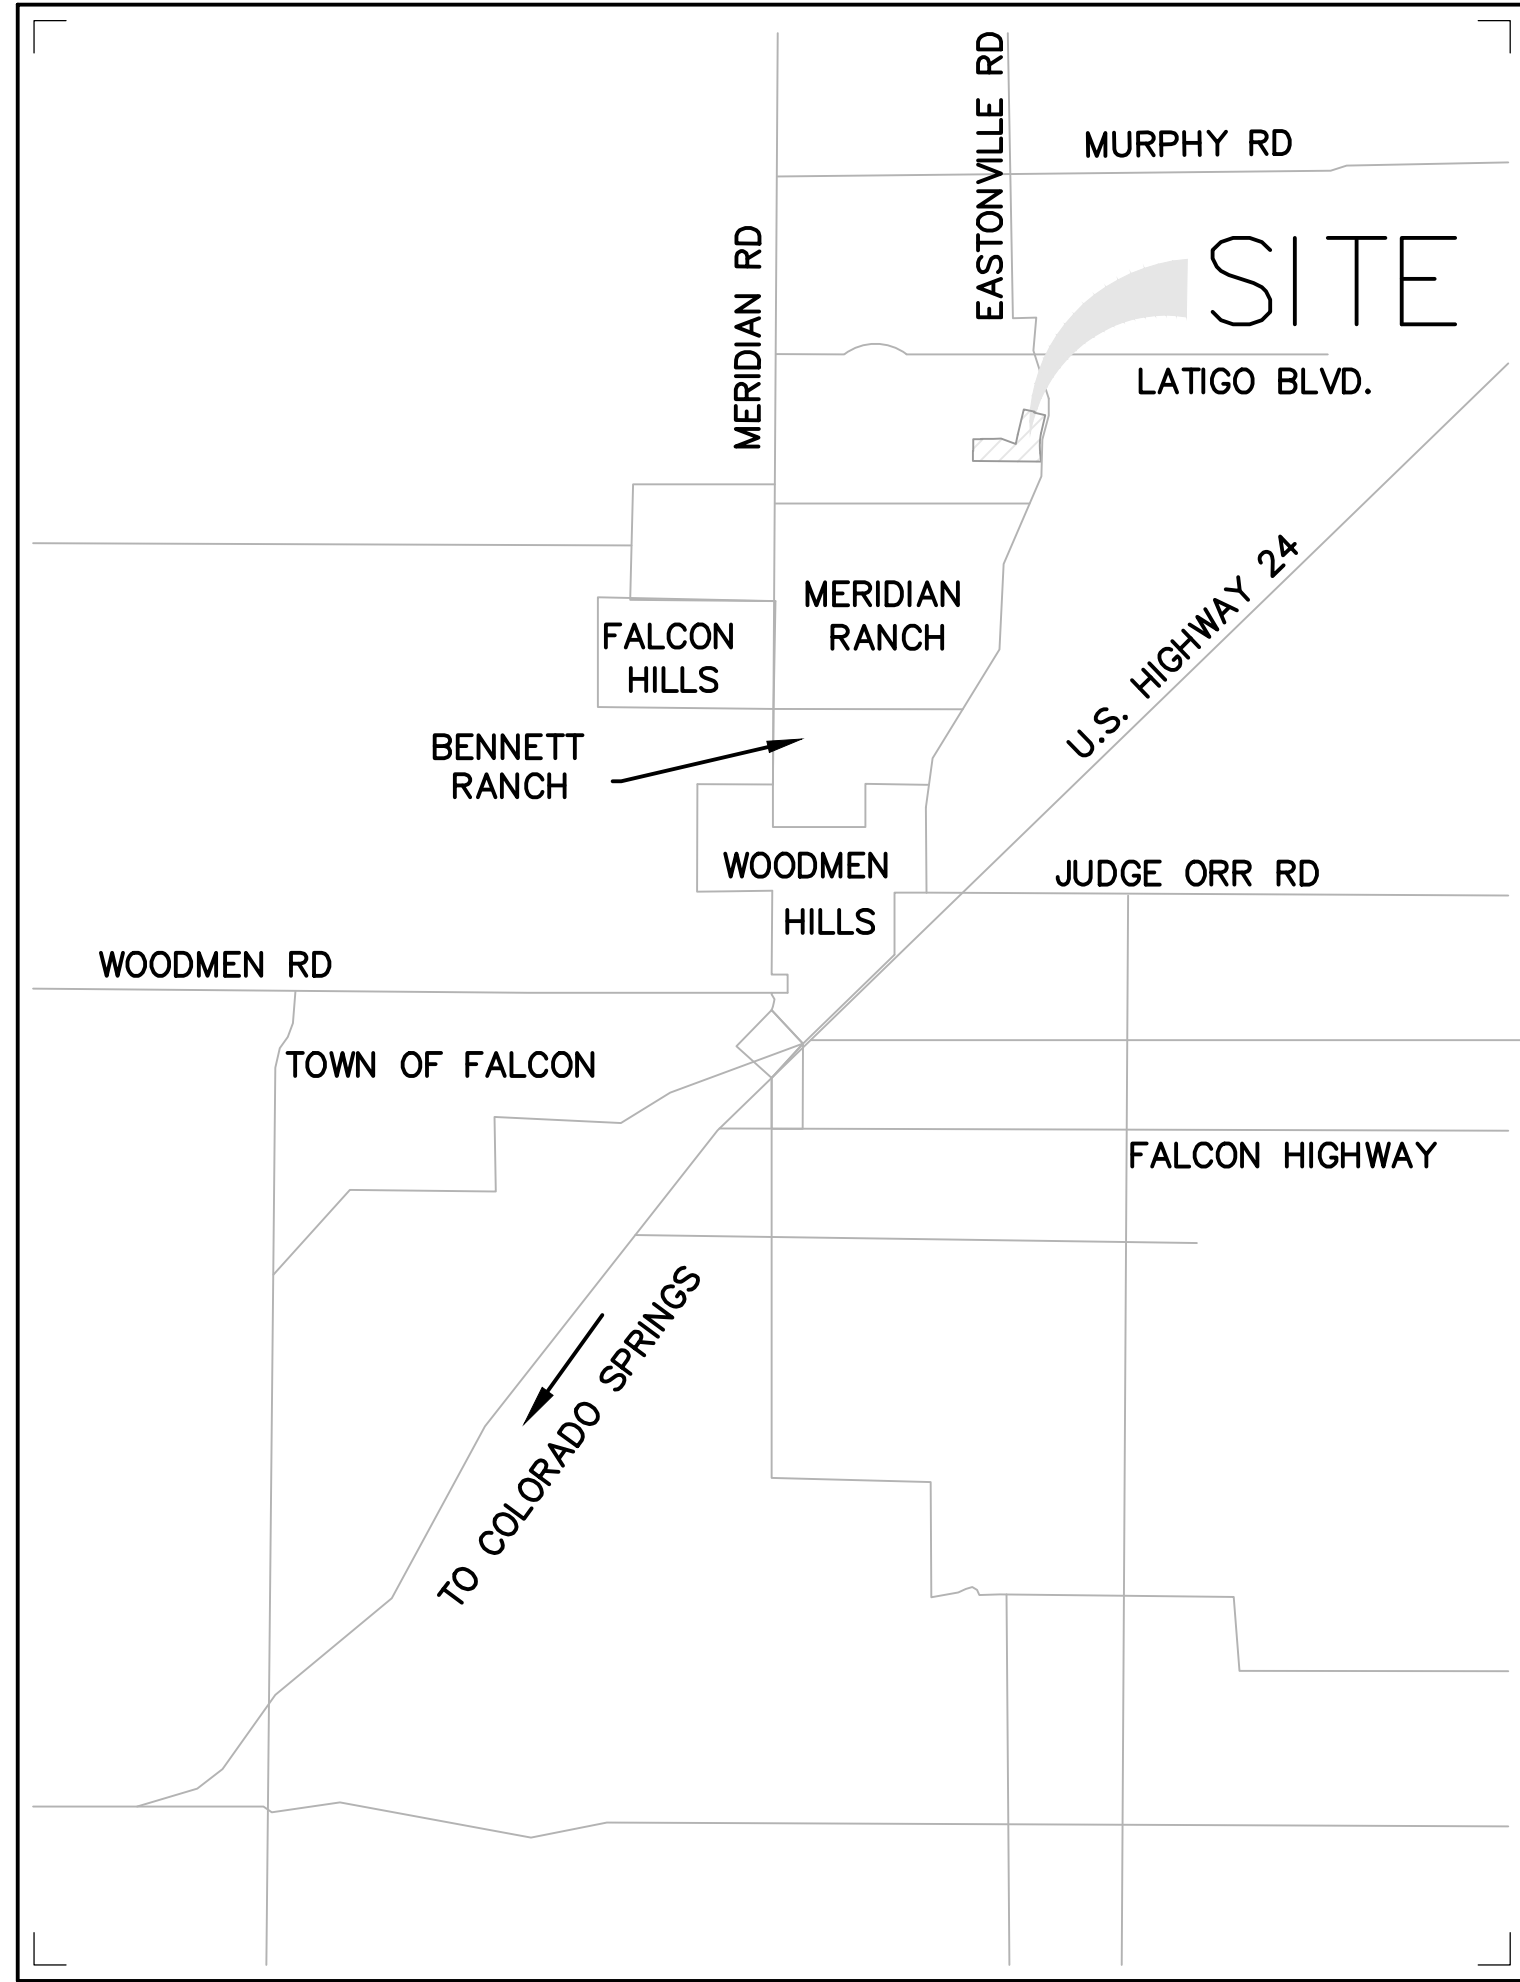 EASTONVILLE RD
MURPHY RD
MERIDIAN RD
SITE
LATIGO BLVD.
MERIDIAN
RANCH
FALCON
HILLS
U.S. HIGHWAY 24
BENNETT
RANCH
WOODMEN
HILLS
JUDGE ORR RD
WOODMEN RD
TOWN OF FALCON
FALCON HIGHWAY
TO COLORADO SPRINGS